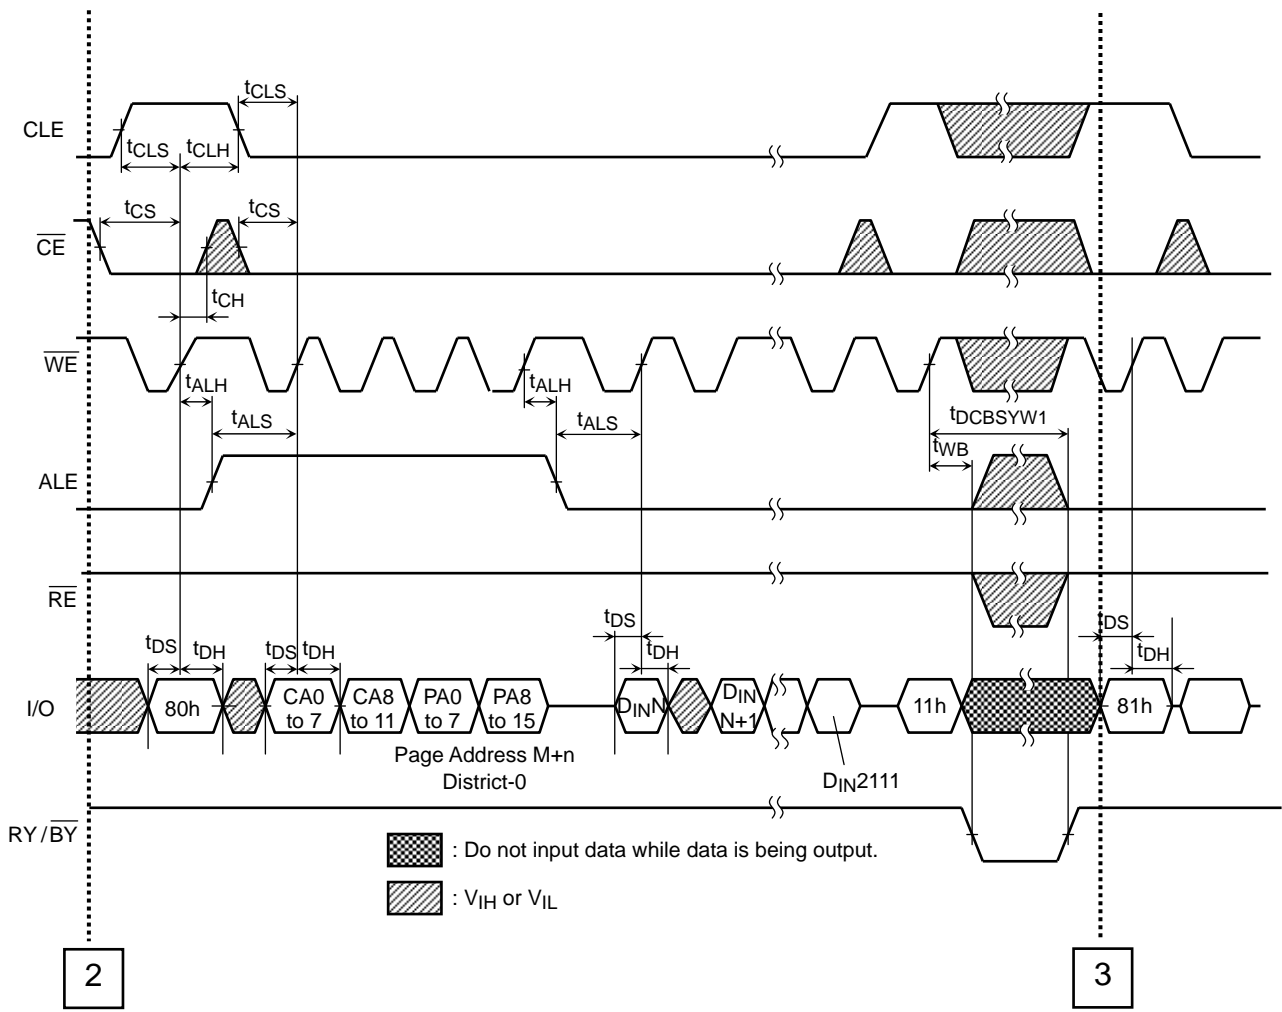 tCLS
CLE
tCLS
tCLH
tCS
tCS
CE
tCH
WE
tALH
tALH
tALS
tALS
tDCBSYW1
tWB
ALE
RE
tDS
tDH
tDS
tDH
tDS
tDH
tDS
tDH
I/O
80h
CA0 to 7
CA8 to 11
PA0 to 7
PA8 to 15
DINN
DIN N+1
11h
81h
Page Address M+n
District-0
DIN2111
RY/BY
: Do not input data while data is being output.
: VIH or VIL
2
3